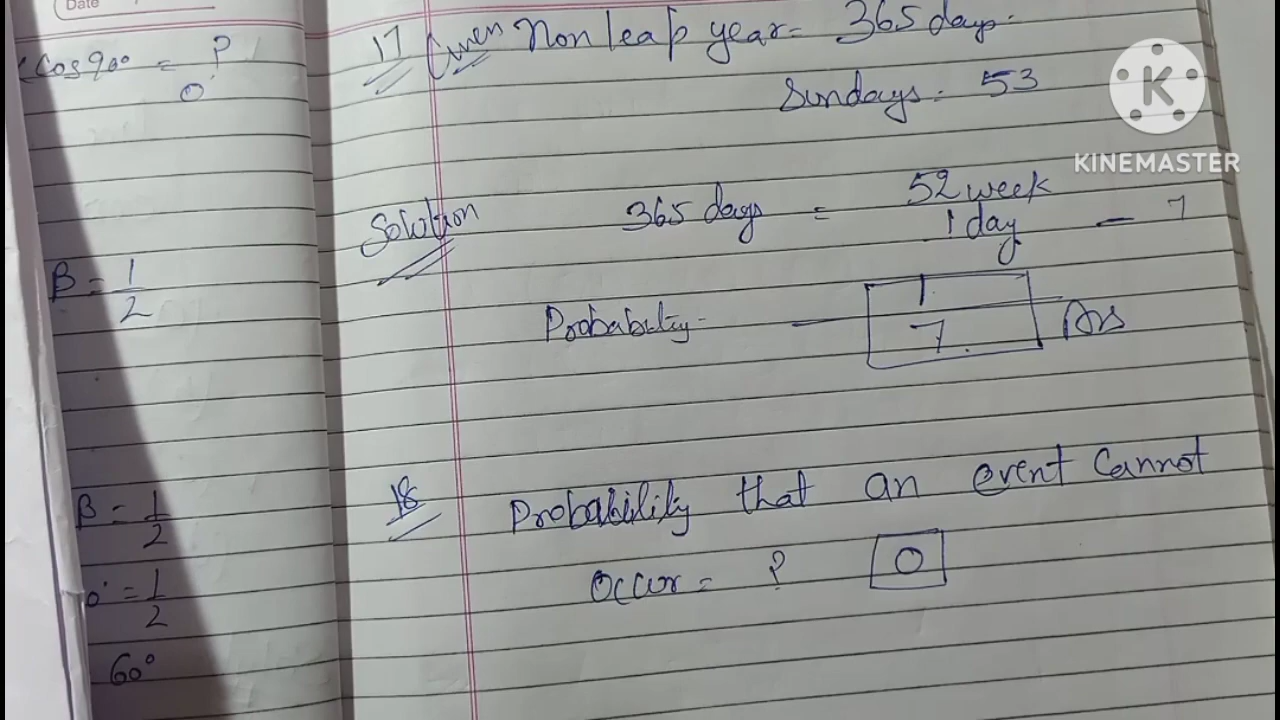 Date
Cos90° = ?
0
β = 1
2
β = 1
2
0° = 1
2
60°
17 Given Non leap year = 365 days.
Sundays = 53
Solution 365 days = 52 week
1 day — 7
Probability — 1
7 Ans
18 Probability that an event Cannot
Occur = ? 0
K
KINEMASTER